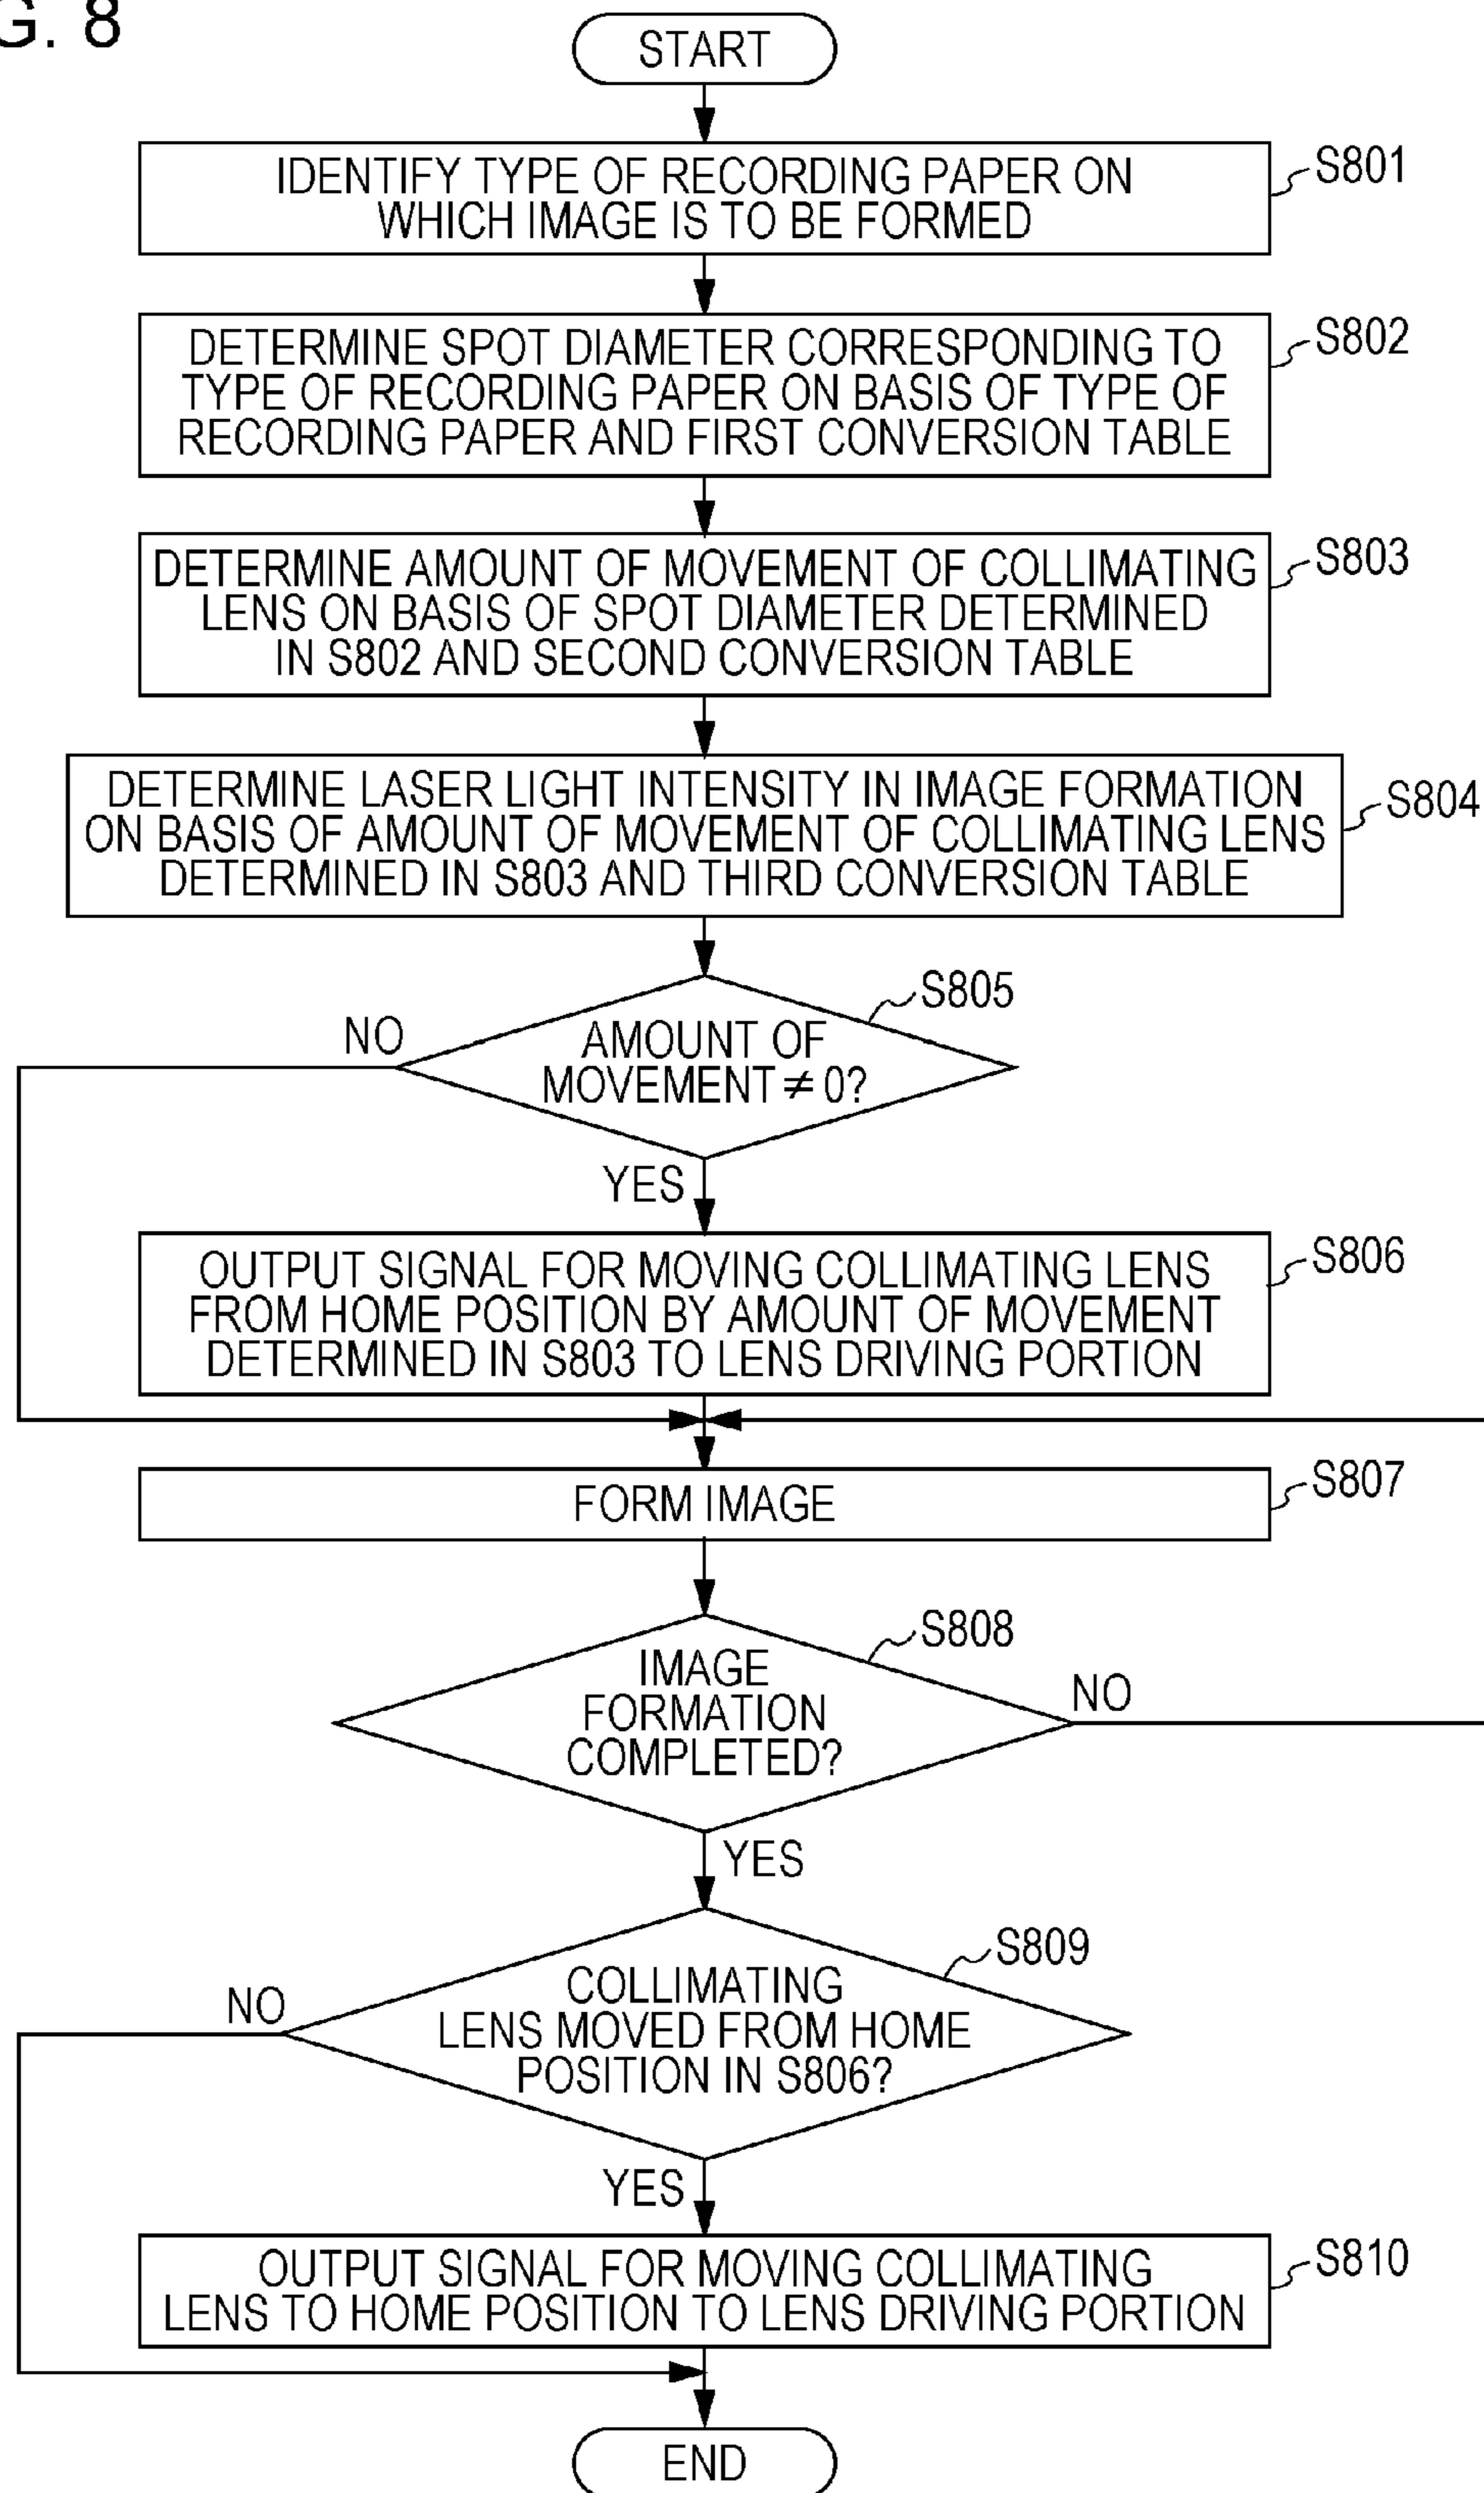 G. 8
START
IDENTIFY TYPE OF RECORDING PAPER ON
WHICH IMAGE IS TO BE FORMED
S801
DETERMINE SPOT DIAMETER CORRESPONDING TO
TYPE OF RECORDING PAPER ON BASIS OF TYPE OF
RECORDING PAPER AND FIRST CONVERSION TABLE
S802
DETERMINE AMOUNT OF MOVEMENT OF COLLIMATING
LENS ON BASIS OF SPOT DIAMETER DETERMINED
IN S802 AND SECOND CONVERSION TABLE
S803
DETERMINE LASER LIGHT INTENSITY IN IMAGE FORMATION
ON BASIS OF AMOUNT OF MOVEMENT OF COLLIMATING LENS
DETERMINED IN S803 AND THIRD CONVERSION TABLE
S804
S805
NO
AMOUNT OF
MOVEMENT ≠ 0?
YES
OUTPUT SIGNAL FOR MOVING COLLIMATING LENS
FROM HOME POSITION BY AMOUNT OF MOVEMENT
DETERMINED IN S803 TO LENS DRIVING PORTION
S806
FORM IMAGE
S807
S808
IMAGE
FORMATION
COMPLETED?
NO
YES
S809
NO
COLLIMATING
LENS MOVED FROM HOME
POSITION IN S806?
YES
OUTPUT SIGNAL FOR MOVING COLLIMATING
LENS TO HOME POSITION TO LENS DRIVING PORTION
S810
END